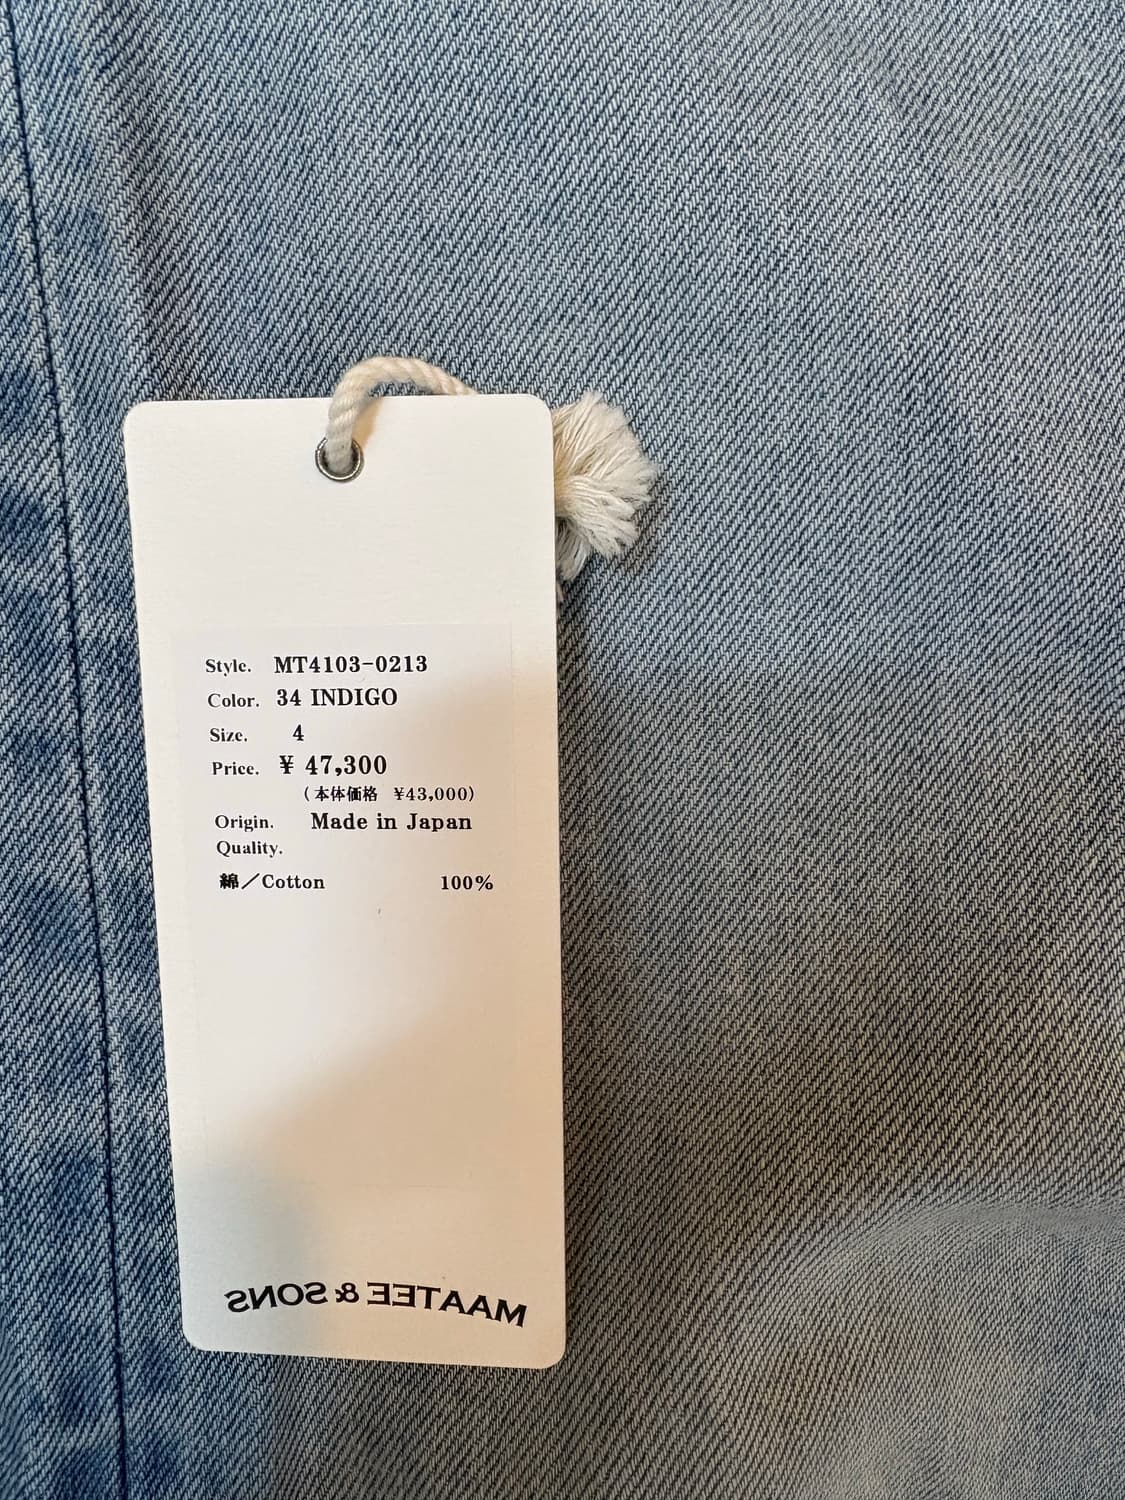 Style. MT4103-0213
Color. 34 INDIGO
Size. 4
Price. ¥ 47,300
(本体価格 ¥43,000)
Origin. Made in Japan
Quality.
綿／Cotton 100%
MAATEE & SONS